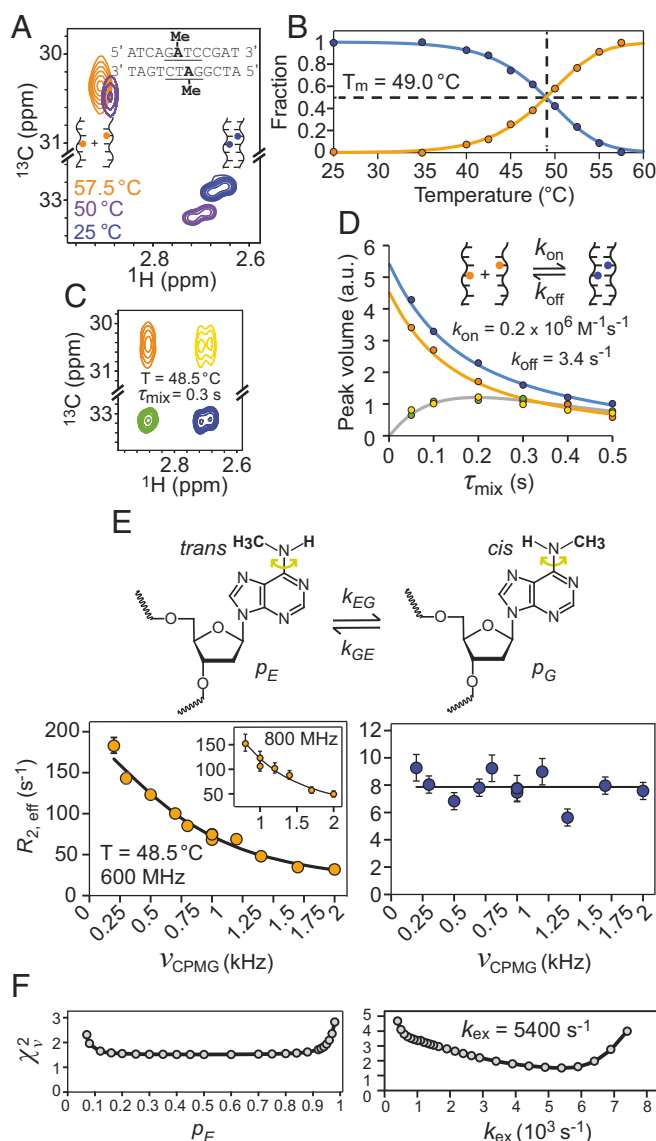 A
Me
5' ATCAGATCCGAT 3'
3' TAGTCTAGGCTA 5'
Me
30
31
33
¹³C (ppm)
+
57.5 °C
50 °C
25 °C
2.8
2.6
¹H (ppm)
B
1
0.8
0.6
0.4
0.2
0
Fraction
Tm = 49.0 °C
25 30 35 40 45 50 55 60
Temperature (°C)
C
30
31
33
¹³C (ppm)
T = 48.5°C
τmix = 0.3 s
2.8
2.6
¹H (ppm)
D
6
5
4
3
2
1
0
Peak volume (a.u.)
+
kon
koff
kon = 0.2 x 10⁶ M⁻¹s⁻¹
koff = 3.4 s⁻¹
0 0.1 0.2 0.3 0.4 0.5
τmix (s)
E
trans
H3C N H
cis
H N CH3
N N
N N
O O
O
kEG
kGE
pE
N N
N N
O O
O
pG
200
150
100
50
0
R2, eff (s⁻¹)
800 MHz
150
100
50
1 1.4 2
T = 48.5°C
600 MHz
0 0.25 0.5 0.75 1 1.25 1.5 1.75 2
νCPMG (kHz)
12
10
8
6
4
2
0
0 0.25 0.5 0.75 1 1.25 1.5 1.75 2
νCPMG (kHz)
F
3
2
1
χ²ν
0 0.1 0.2 0.3 0.4 0.5 0.6 0.7 0.8 0.9 1
pE
5
4
3
2
1
kex = 5400 s⁻¹
0 1 2 3 4 5 6 7 8
kex (10³ s⁻¹)